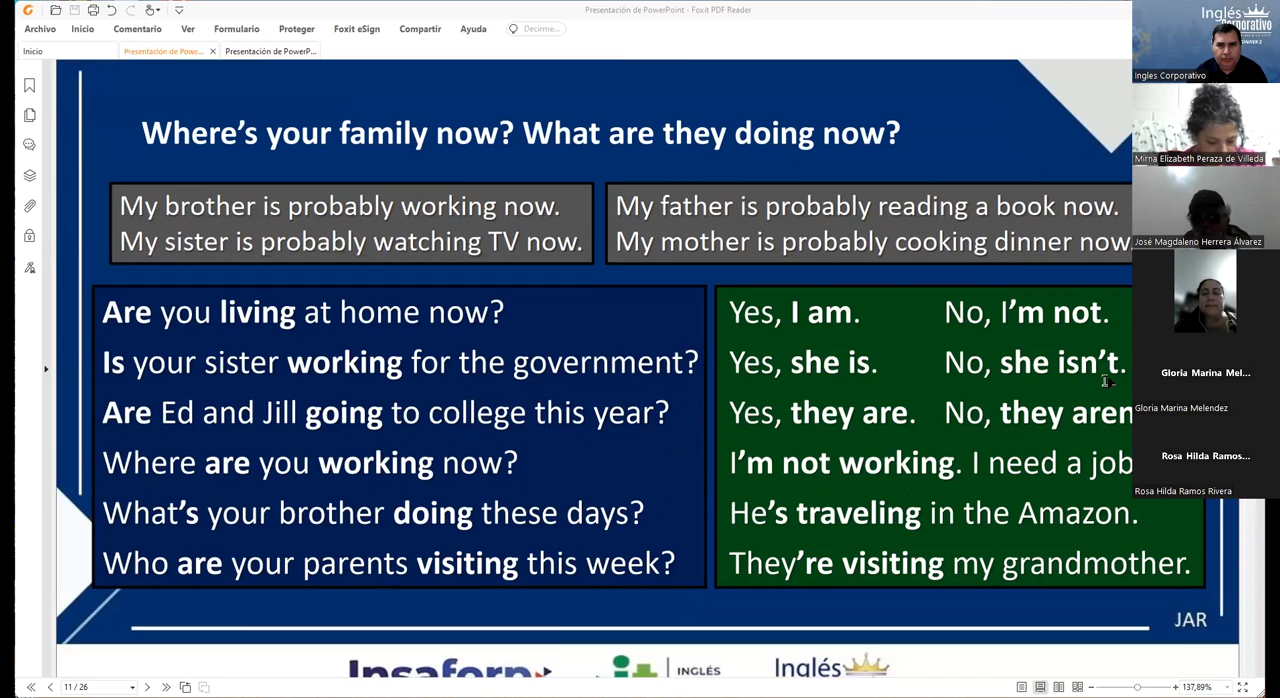 Presentación de PowerPoint - Foxit PDF Reader
Archivo Inicio Comentario Ver Formulario Proteger Foxit eSign Compartir Ayuda Decirme...
Inicio Presentación de Powe... Presentación de PowerP...
Where's your family now? What are they doing now?
My brother is probably working now.
My sister is probably watching TV now.
My father is probably reading a book now.
My mother is probably cooking dinner now.
Are you living at home now?
Is your sister working for the government?
Are Ed and Jill going to college this year?
Where are you working now?
What's your brother doing these days?
Who are your parents visiting this week?
Yes, I am. No, I'm not.
Yes, she is. No, she isn't.
Yes, they are. No, they aren
I'm not working. I need a job
He's traveling in the Amazon.
They're visiting my grandmother.
JAR
Insaforp
INGLÉS
Inglés
11 / 26
137,89%
Inglés
Corporativo
Ingles Corporativo
Mirna Elizabeth Peraza de Villeda
José Magdaleno Herrera Álvarez
Gloria Marina Mel...
Gloria Marina Melendez
Rosa Hilda Ramos...
Rosa Hilda Ramos Rivera